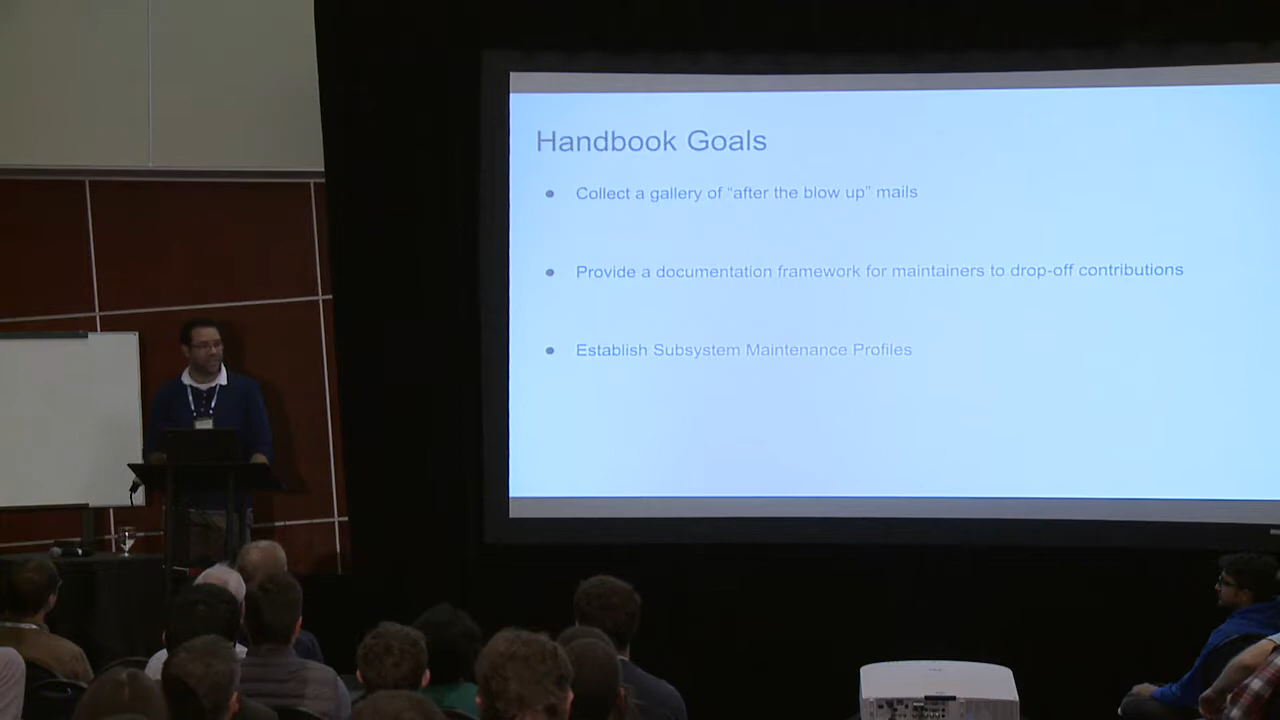 Handbook Goals
● Collect a gallery of “after the blow up” mails
● Provide a documentation framework for maintainers to drop-off contributions
● Establish Subsystem Maintenance Profiles